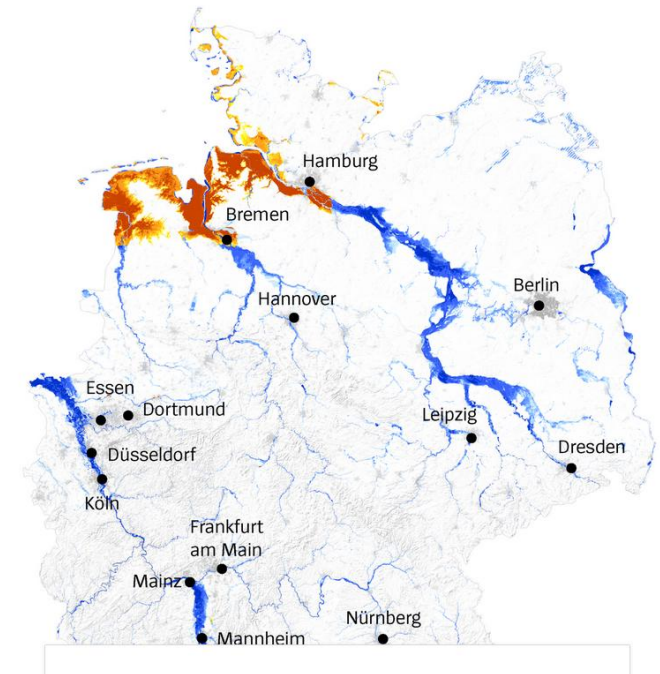 Hamburg
Bremen
Berlin
Hannover
Essen
Dortmund
Leipzig
Düsseldorf
Dresden
Köln
Frankfurt
am Main
Mainz
Nürnberg
Mannheim